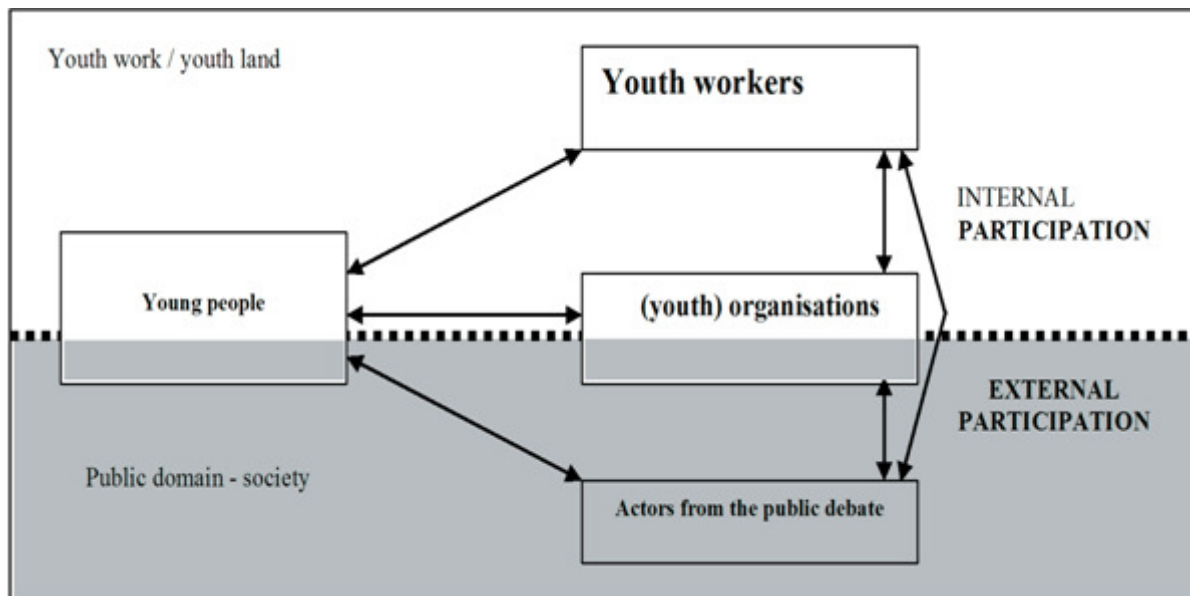 Youth work / youth land
Youth workers
INTERNAL
PARTICIPATION
Young people
(youth) organisations
EXTERNAL
PARTICIPATION
Public domain - society
Actors from the public debate